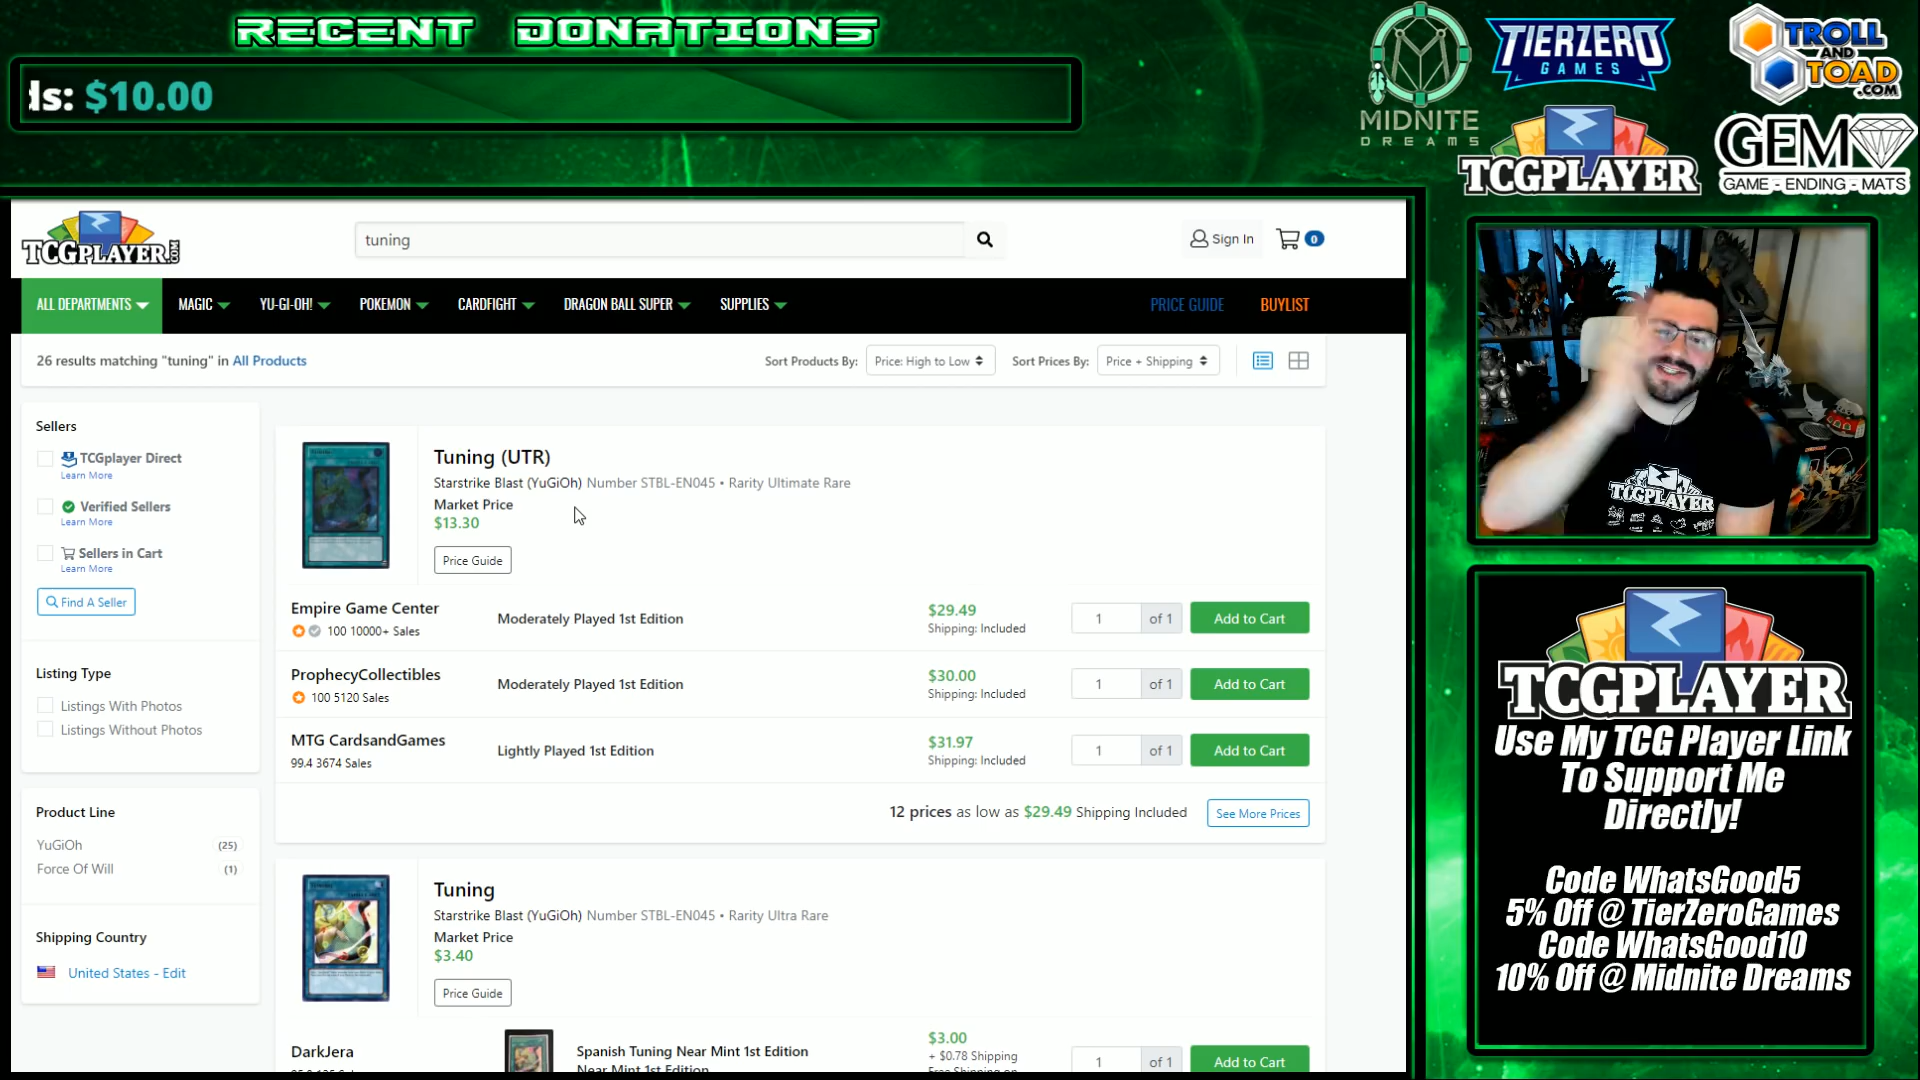 RECENT DONATIONS
ls: $10.00
MIDNITE
DREAMS
TIERZERO
GAMES
TROLL
AND
TOAD
.COM
TCGPLAYER
GEM
GAME - ENDING - MATS
TCGPLAYER.COM
tuning
Sign In
0
ALL DEPARTMENTS
MAGIC
YU-GI-OH!
POKEMON
CARDFIGHT
DRAGON BALL SUPER
SUPPLIES
PRICE GUIDE
BUYLIST
26 results matching "tuning" in All Products
Sort Products By: Price: High to Low
Sort Prices By: Price + Shipping
Sellers
TCGplayer Direct
Learn More
Verified Sellers
Learn More
Sellers in Cart
Learn More
Find A Seller
Listing Type
Listings With Photos
Listings Without Photos
Product Line
YuGiOh (25)
Force Of Will (1)
Shipping Country
United States - Edit
Tuning (UTR)
Starstrike Blast (YuGiOh) Number STBL-EN045 • Rarity Ultimate Rare
Market Price
$13.30
Price Guide
Empire Game Center
100 10000+ Sales
Moderately Played 1st Edition
$29.49
Shipping: Included
1 of 1 Add to Cart
ProphecyCollectibles
100 5120 Sales
Moderately Played 1st Edition
$30.00
Shipping: Included
1 of 1 Add to Cart
MTG CardsandGames
99.4 3674 Sales
Lightly Played 1st Edition
$31.97
Shipping: Included
1 of 1 Add to Cart
12 prices as low as $29.49 Shipping Included
See More Prices
Tuning
Starstrike Blast (YuGiOh) Number STBL-EN045 • Rarity Ultra Rare
Market Price
$3.40
Price Guide
DarkJera
Spanish Tuning Near Mint 1st Edition
Near Mint 1st Edition
$3.00
+ $0.78 Shipping
1 of 1 Add to Cart
TCGPLAYER
TCGPLAYER
Use My TCG Player Link
To Support Me
Directly!
Code WhatsGood5
5% Off @ TierZeroGames
Code WhatsGood10
10% Off @ Midnite Dreams